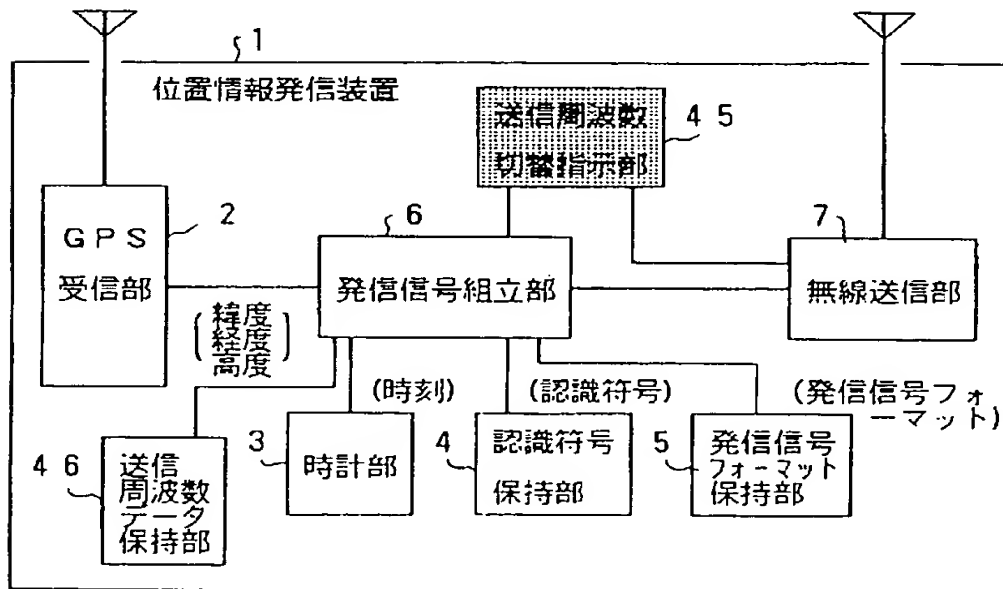 1
位置情報発信装置
送信周波数
切替指示部
4 5
GPS
受信部
2
6
発信信号組立部
7
無線送信部
緯度
経度
高度
(時刻)
(認識符号)
(発信信号フォ
ーマット)
4 6
送信
周波数
データ
保持部
3
時計部
4
認識符号
保持部
5
発信信号
フォーマット
保持部